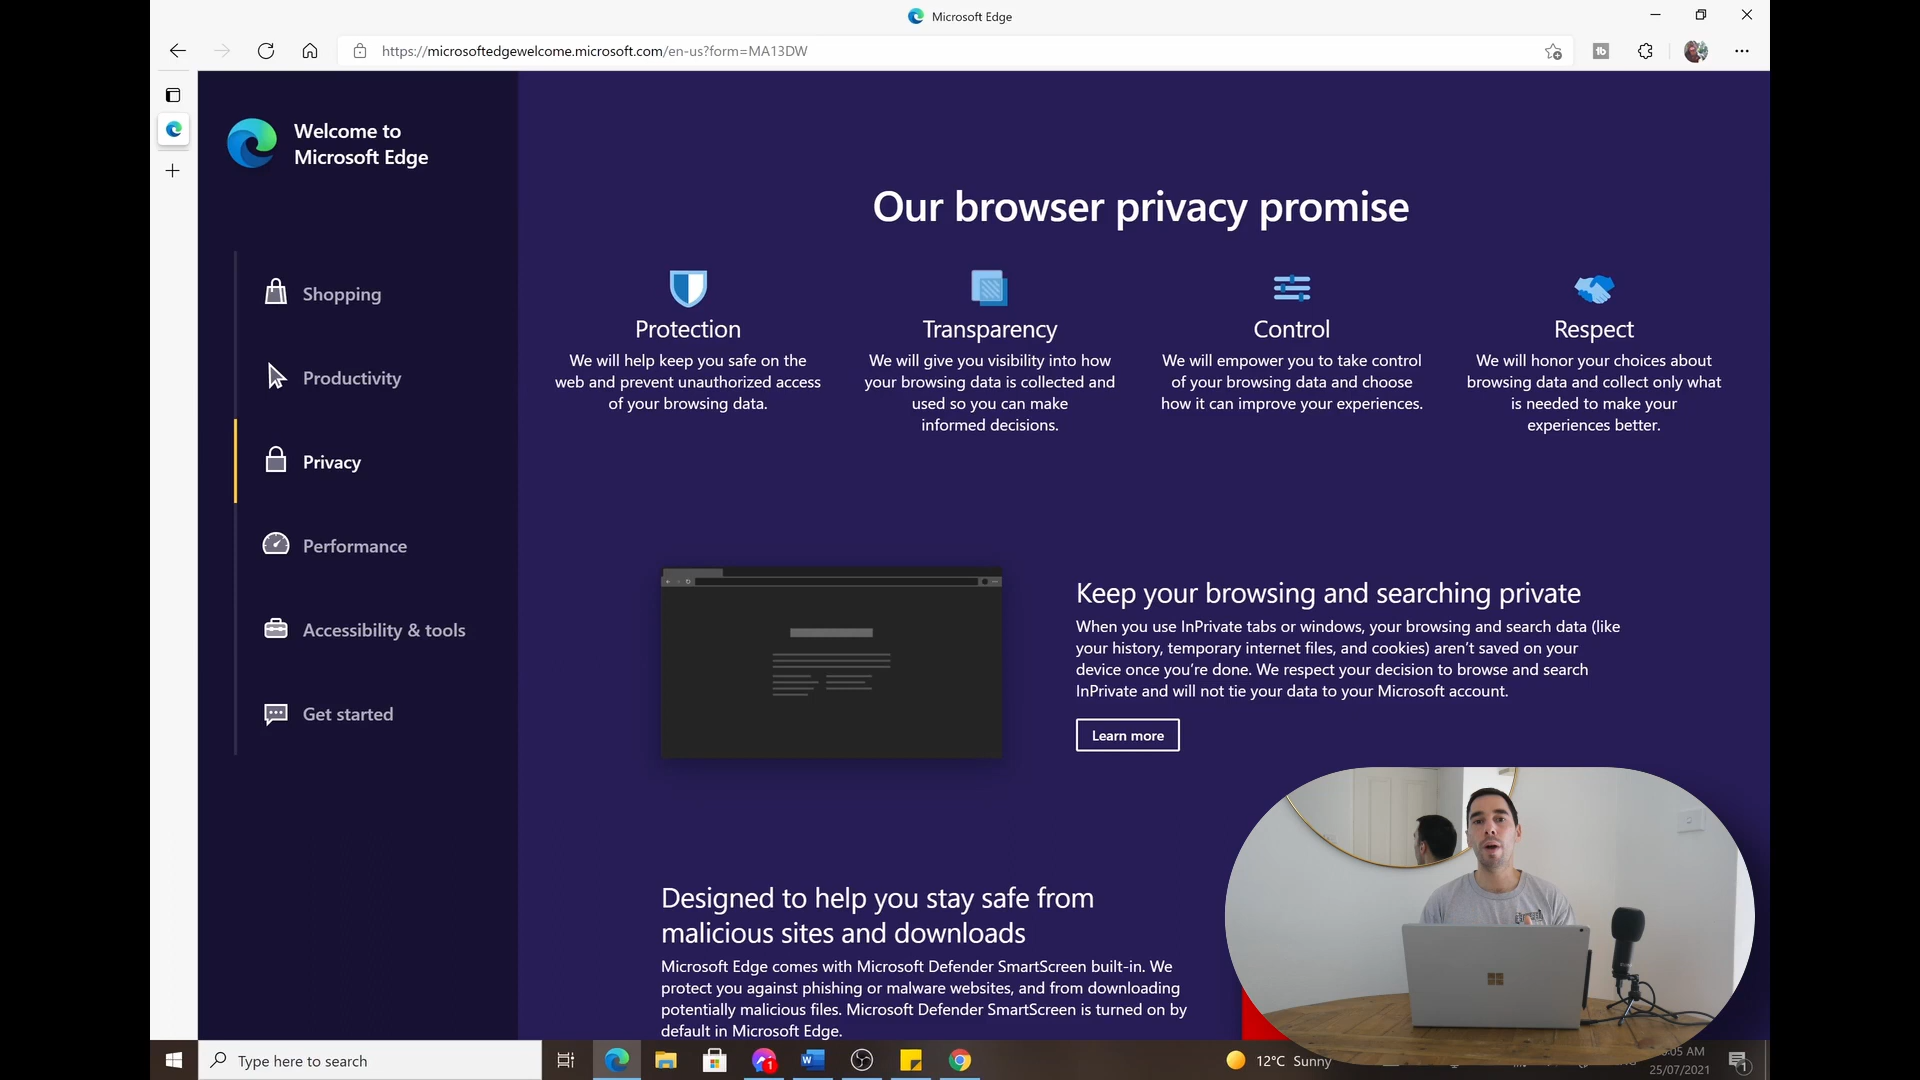 Microsoft Edge
https://microsoftedgewelcome.microsoft.com/en-us?form=MA13DW
Welcome to
Microsoft Edge
Shopping
Productivity
Privacy
Performance
Accessibility & tools
Get started
Our browser privacy promise
Protection
We will help keep you safe on the
web and prevent unauthorized access
of your browsing data.
Transparency
We will give you visibility into how
your browsing data is collected and
used so you can make
informed decisions.
Control
We will empower you to take control
of your browsing data and choose
how it can improve your experiences.
Respect
We will honor your choices about
browsing data and collect only what
is needed to make your
experiences better.
Keep your browsing and searching private
When you use InPrivate tabs or windows, your browsing and search data (like
your history, temporary internet files, and cookies) aren't saved on your
device once you're done. We respect your decision to browse and search
InPrivate and will not tie your data to your Microsoft account.
Learn more
Designed to help you stay safe from
malicious sites and downloads
Microsoft Edge comes with Microsoft Defender SmartScreen built-in. We
protect you against phishing or malware websites, and from downloading
potentially malicious files. Microsoft Defender SmartScreen is turned on by
default in Microsoft Edge.
Type here to search
1
12°C Sunny
:05 AM
25/07/2021
1